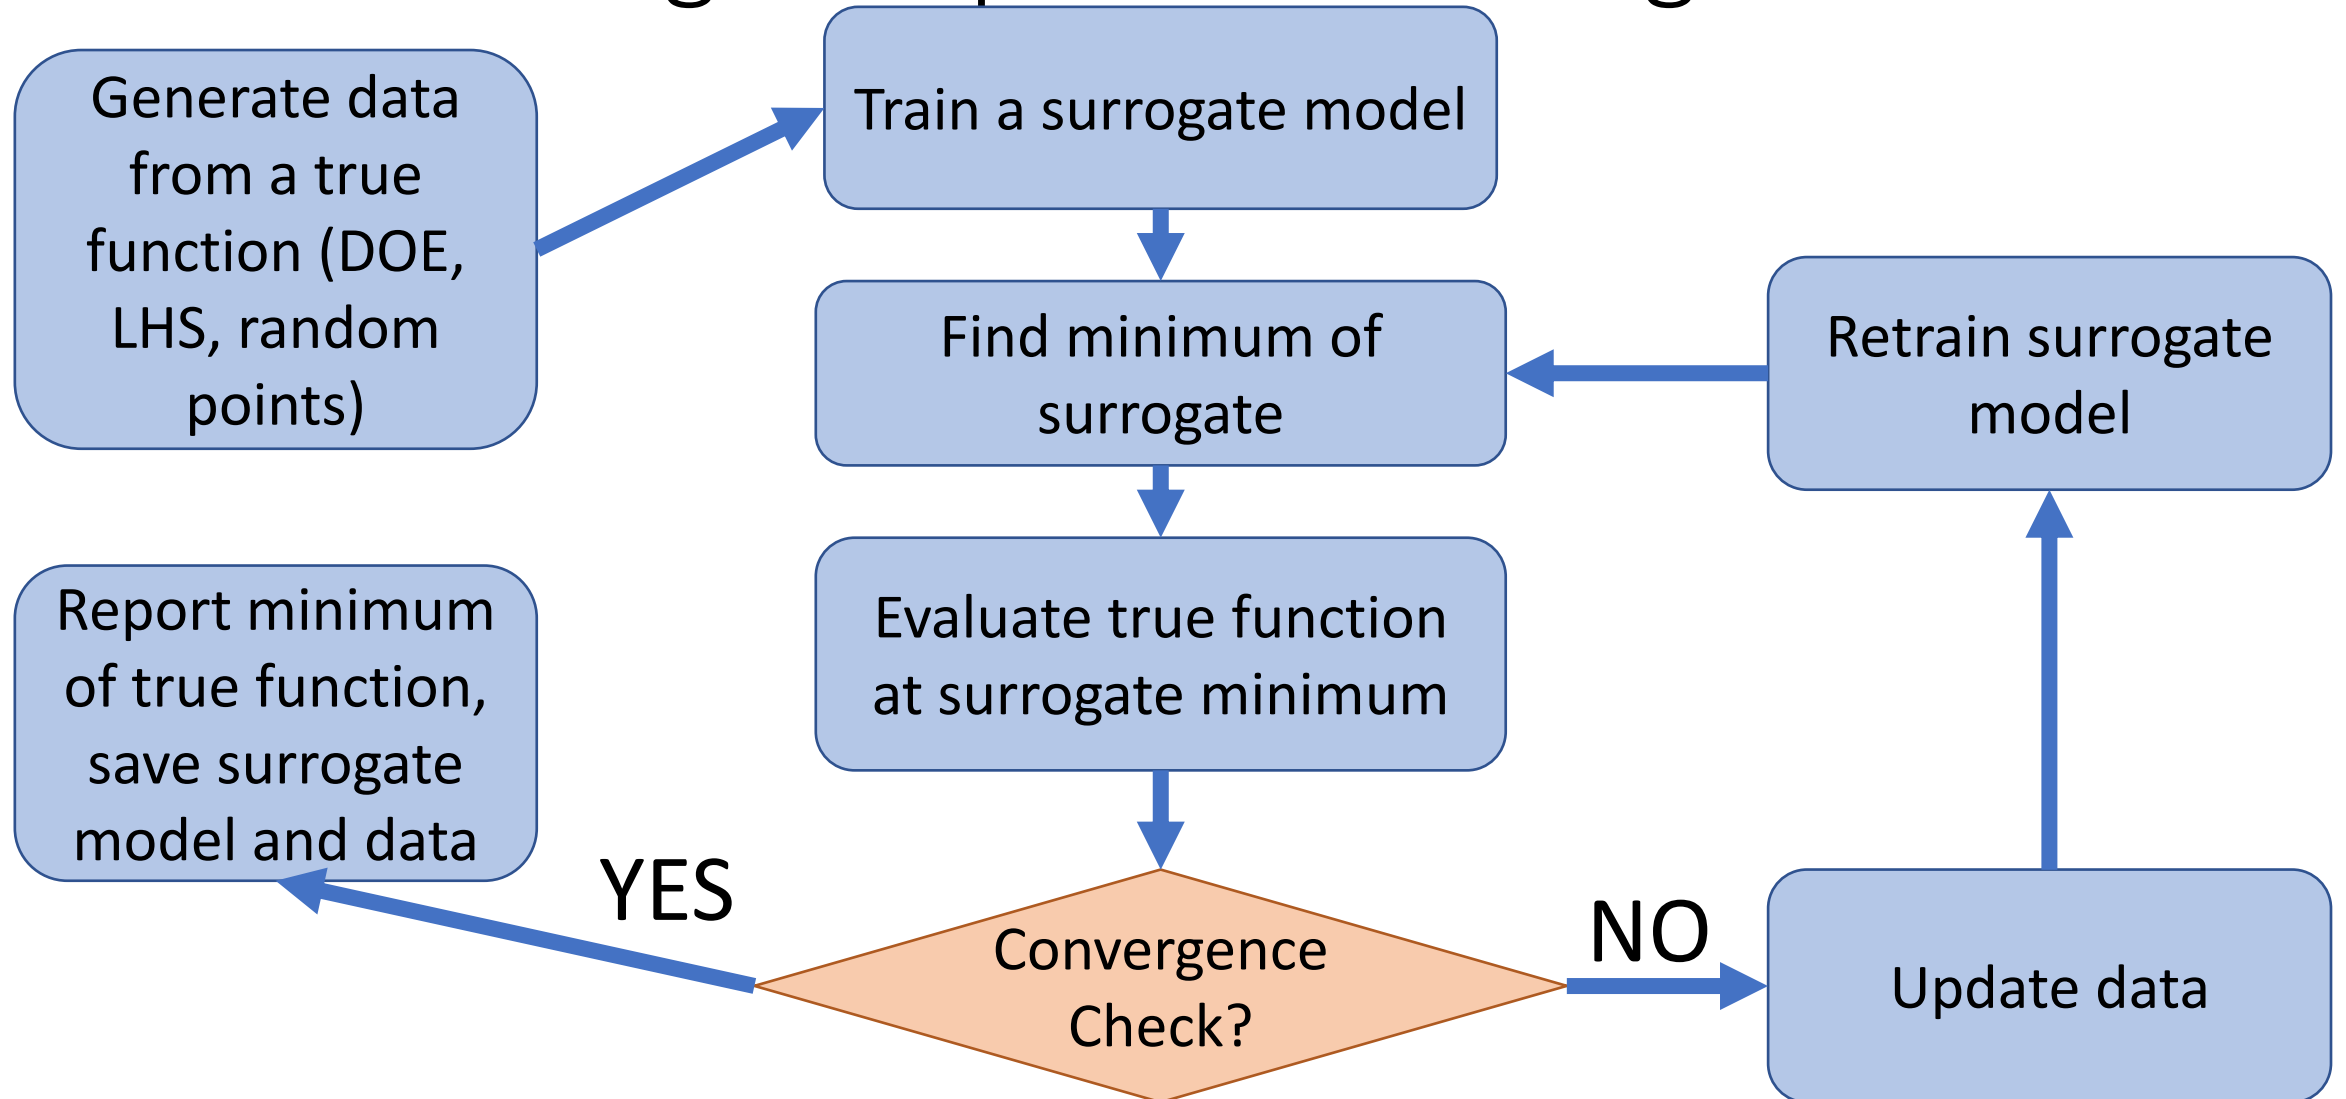 Generate data
from a true
function (DOE,
LHS, random
points)
Train a surrogate model
Find minimum of
surrogate
Evaluate true function
at surrogate minimum
Convergence
Check?
YES
NO
Report minimum
of true function,
save surrogate
model and data
Update data
Retrain surrogate
model